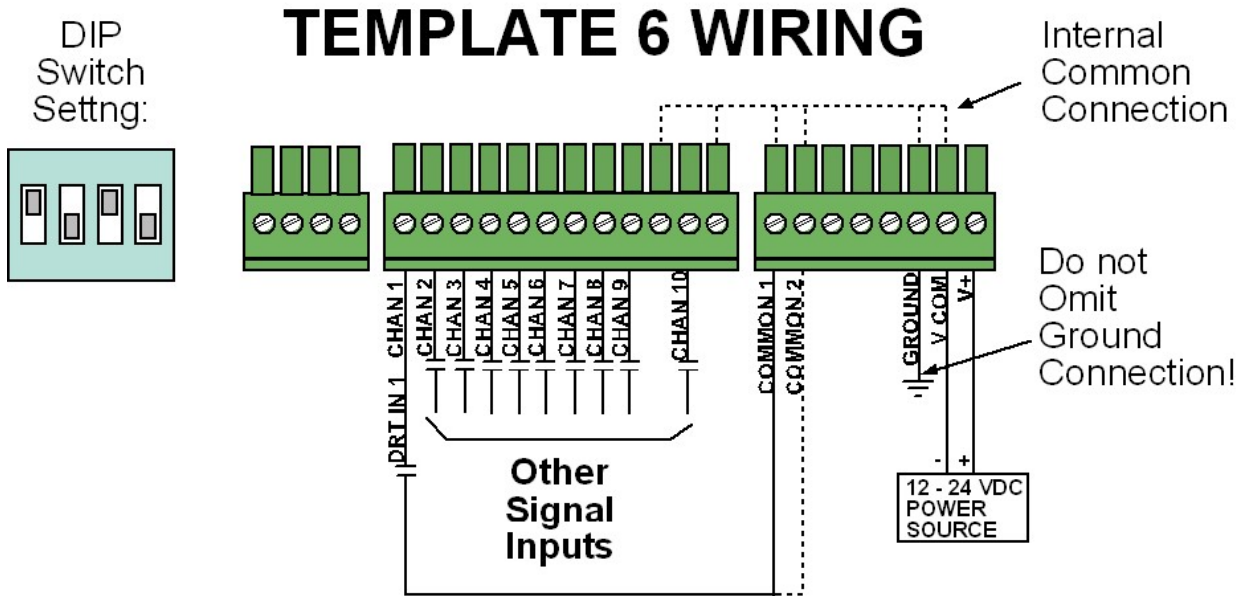 TEMPLATE 6 WIRING
DIP
Switch
Settng:
Internal
Common
Connection
CHAN 1
CHAN 2
CHAN 3
CHAN 4
CHAN 5
CHAN 6
CHAN 7
CHAN 8
CHAN 9
CHAN 10
COMMON 1
COMMON 2
GROUND
V COM
V+
DRT IN 1
Do not
Omit
Ground
Connection!
Other
Signal
Inputs
- +
12 - 24 VDC
POWER
SOURCE